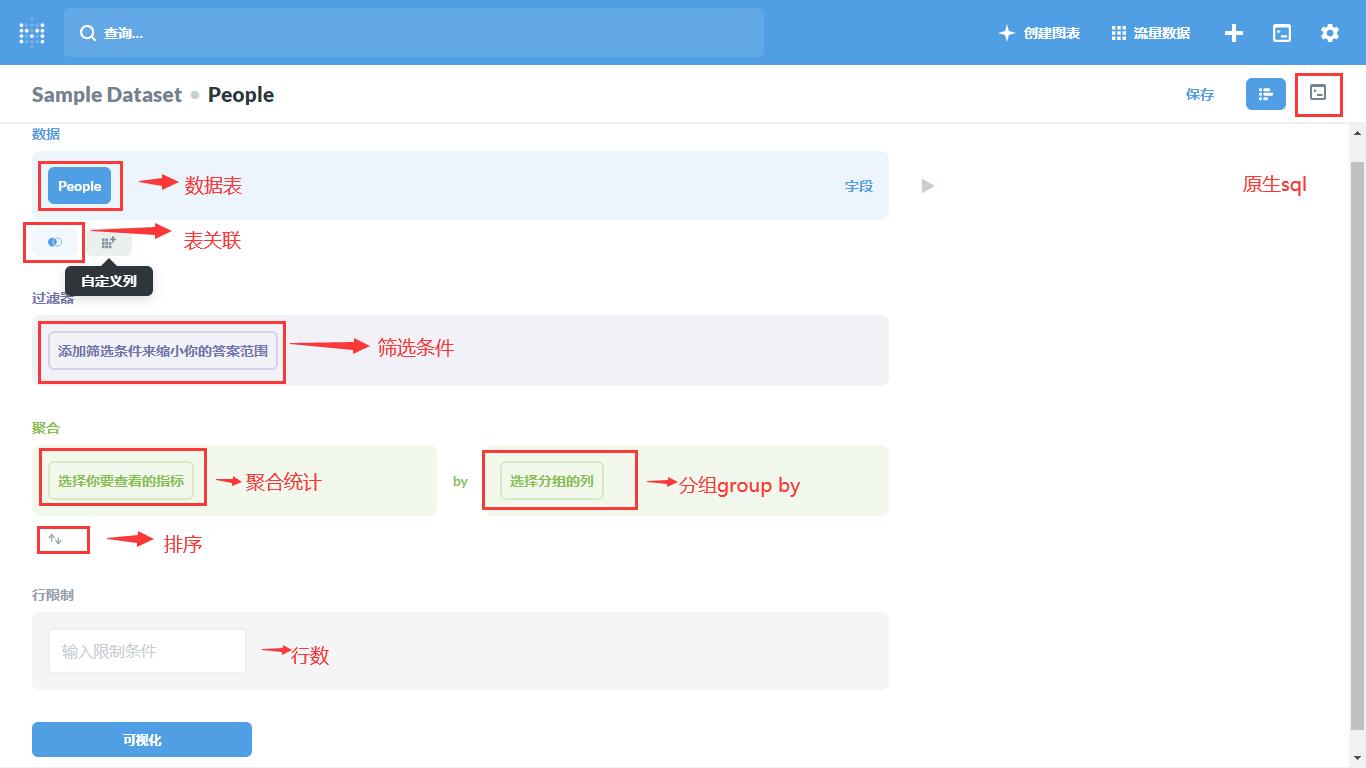 查询...
创建图表
流量数据
Sample Dataset • People
保存
数据
People
数据表
字段
原生sql
表关联
自定义列
过滤器
添加筛选条件来缩小你的答案范围
筛选条件
聚合
选择你要查看的指标
聚合统计
by
选择分组的列
分组group by
排序
行限制
输入限制条件
行数
可视化